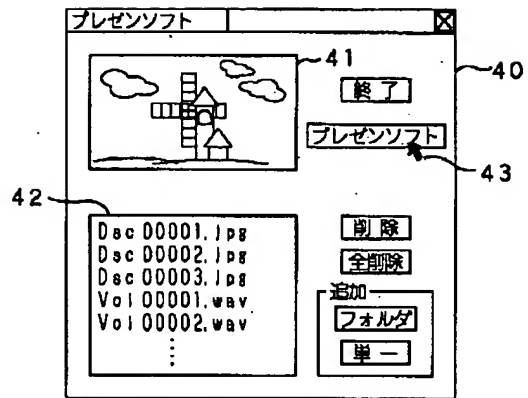 プレゼンソフト
41
40
終了
プレゼンソフト
43
42
Dsc00001.jpg
Dsc00002.jpg
Dsc00003.jpg
Vol00001.wav
Vol00002.wav
削除
全削除
追加
フォルダ
単一